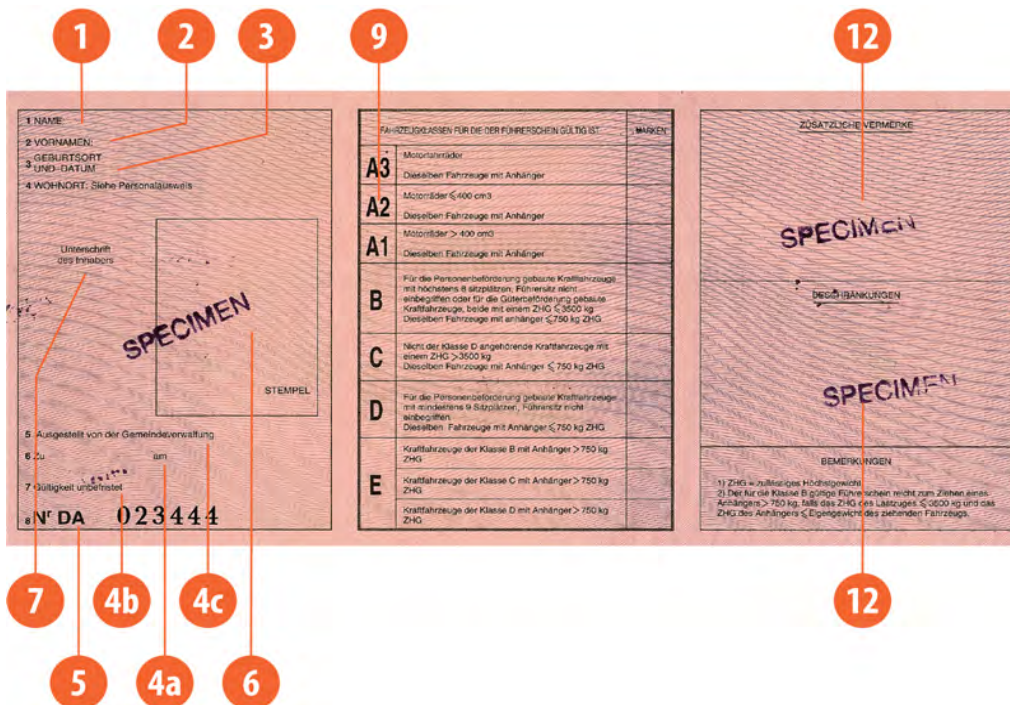 1
2
3
9
12
1 NAME
2 VORNAMEN:
3 GEBURTSORT
UND -DATUM
4 WOHNORT: Siehe Personalausweis
Unterschrift
des Inhabers
SPECIMEN
STEMPEL
5 Ausgestellt von der Gemeindeverwaltung
6 Zu am
7 Gültigkeit unbefristet
8 Nr DA 023444
FAHRZEUGKLASSEN FÜR DIE DER FÜHRERSCHEIN GÜLTIG IST MARKEN
A3 Motorfahrräder
Dieselben Fahrzeuge mit Anhänger
A2 Motorräder ⩽400 cm3
Dieselben Fahrzeuge mit Anhänger
A1 Motorräder > 400 cm3
Dieselben Fahrzeuge mit Anhänger
B Für die Personenbeförderung gebaute Kraftfahrzeuge
mit höchstens 8 sitzplätzen, Führersitz nicht
einbegriffen oder für die Güterbeförderung gebaute
Kraftfahrzeuge, beide mit einem ZHG ⩽3500 kg
Dieselben Fahrzeuge mit anhänger ⩽750 kg ZHG
C Nicht der Klasse D angehörende Kraftfahrzeuge mit
einem ZHG >3500 kg
Dieselben Fahrzeuge mit Anhänger ⩽750 kg ZHG
D Für die Personenbeförderung gebaute Kraftfahrzeuge
mit mindestens 9 Sitzplätzen, Führersitz nicht
einbegriffen
Dieselben Fahrzeuge mit Anhänger ⩽750 kg ZHG
E Kraftfahrzeuge der Klasse B mit Anhänger >750 kg
ZHG
Kraftfahrzeuge der Klasse C mit Anhänger >750 kg
ZHG
Kraftfahrzeuge der Klasse D mit Anhänger >750 kg
ZHG
ZUSÄTZLICHE VERMERKE
SPECIMEN
BESCHRÄNKUNGEN
SPECIMEN
BEMERKUNGEN
1) ZHG = zulässiges Höchstgewicht
2) Der für die Klasse B gültige Führerschein reicht zum Ziehen eines
Anhängers > 750 kg, falls das ZHG des Lastzuges ⩽3500 kg und das
ZHG des Anhängers ⩽ Eigengewicht des ziehenden Fahrzeugs.
7
4b
4c
12
5
4a
6